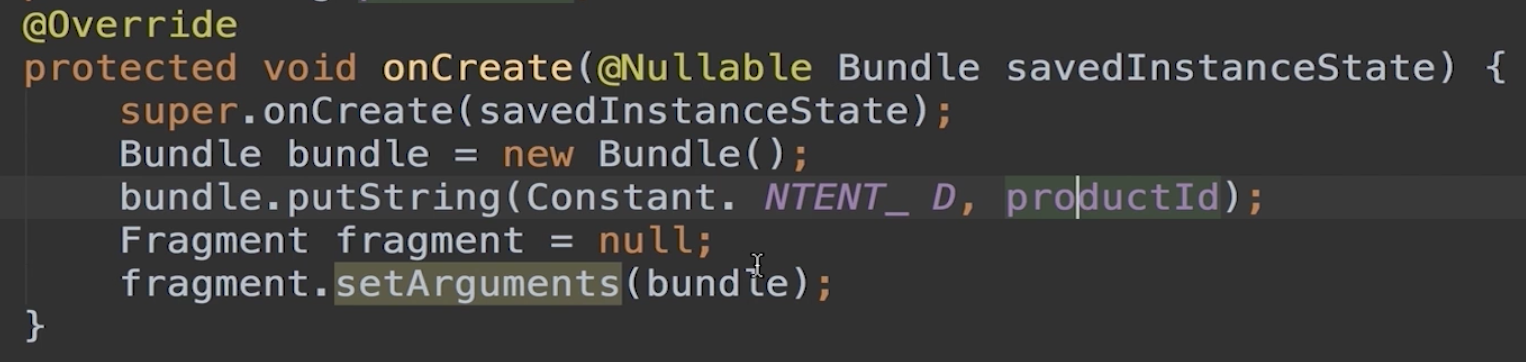 @Override
protected void onCreate(@Nullable Bundle savedInstanceState) {
super.onCreate(savedInstanceState);
Bundle bundle = new Bundle();
bundle.putString(Constant. NTENT_ D, productId);
Fragment fragment = null;
fragment.setArguments(bundle);
}